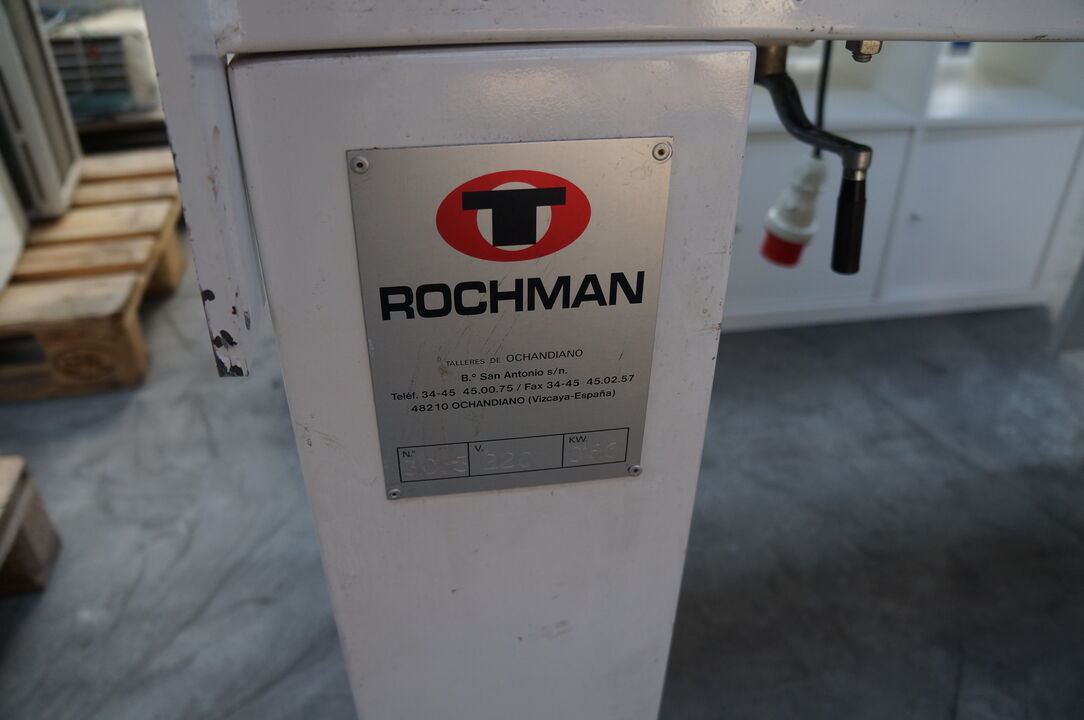 T
ROCHMAN
TALLERES DE OCHANDIANO
B.º San Antonio s/n.
Teléf. 34-45 45.00.75 / Fax 34-45 45.02.57
48210 OCHANDIANO (Vizcaya-España)
N.º V. 220 KW.